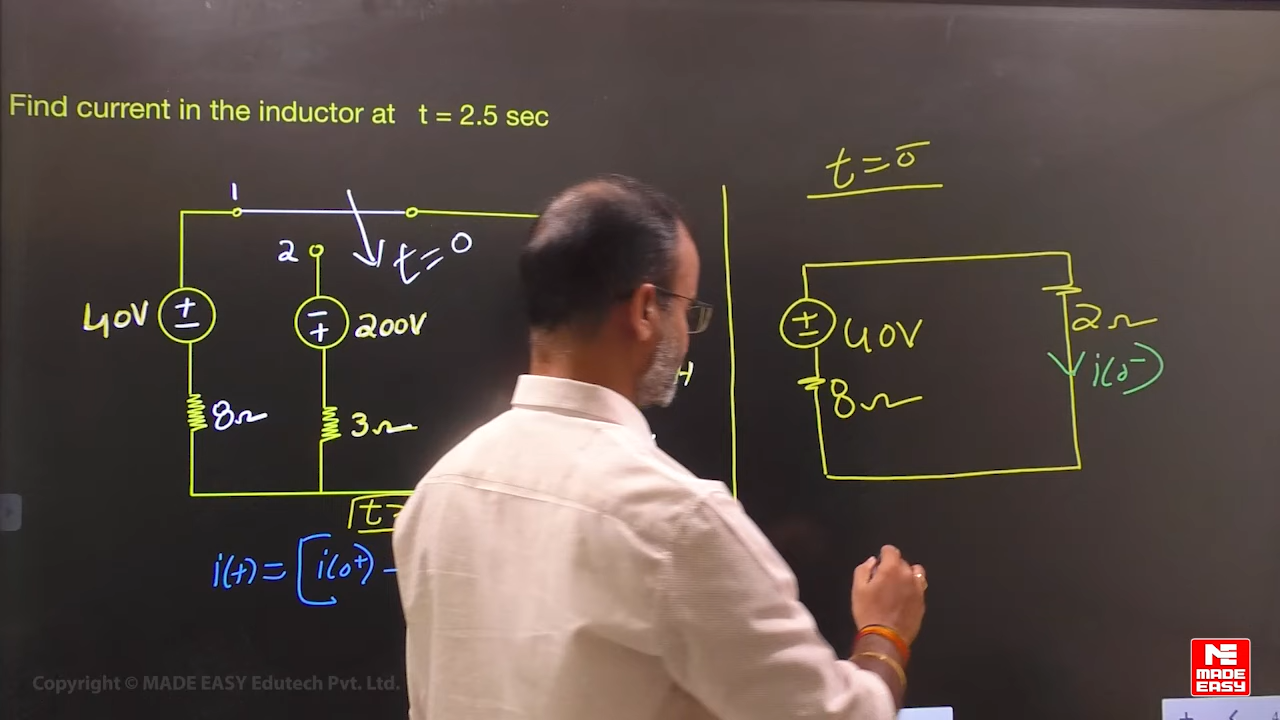 Find current in the inductor at t = 2.5 sec
1
2
t=0
40V
200V
8Ω
3Ω
H
t=
i(t)=[i(0+)-
t=0-
40V
8Ω
2Ω
i(0-)
Copyright © MADE EASY Edutech Pvt. Ltd.
ME
MADE
EASY